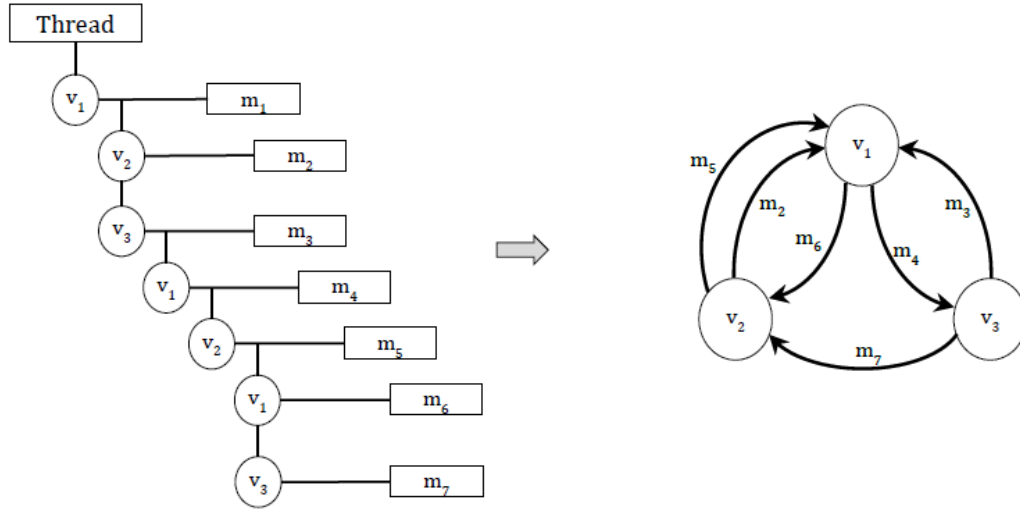 Thread
v₁ m₁
v₂ m₂
v₃ m₃
v₁ m₄
v₂ m₅
v₁ m₆
v₃ m₇
v₁
m₅
m₂
m₃
m₆
m₄
v₂
v₃
m₇